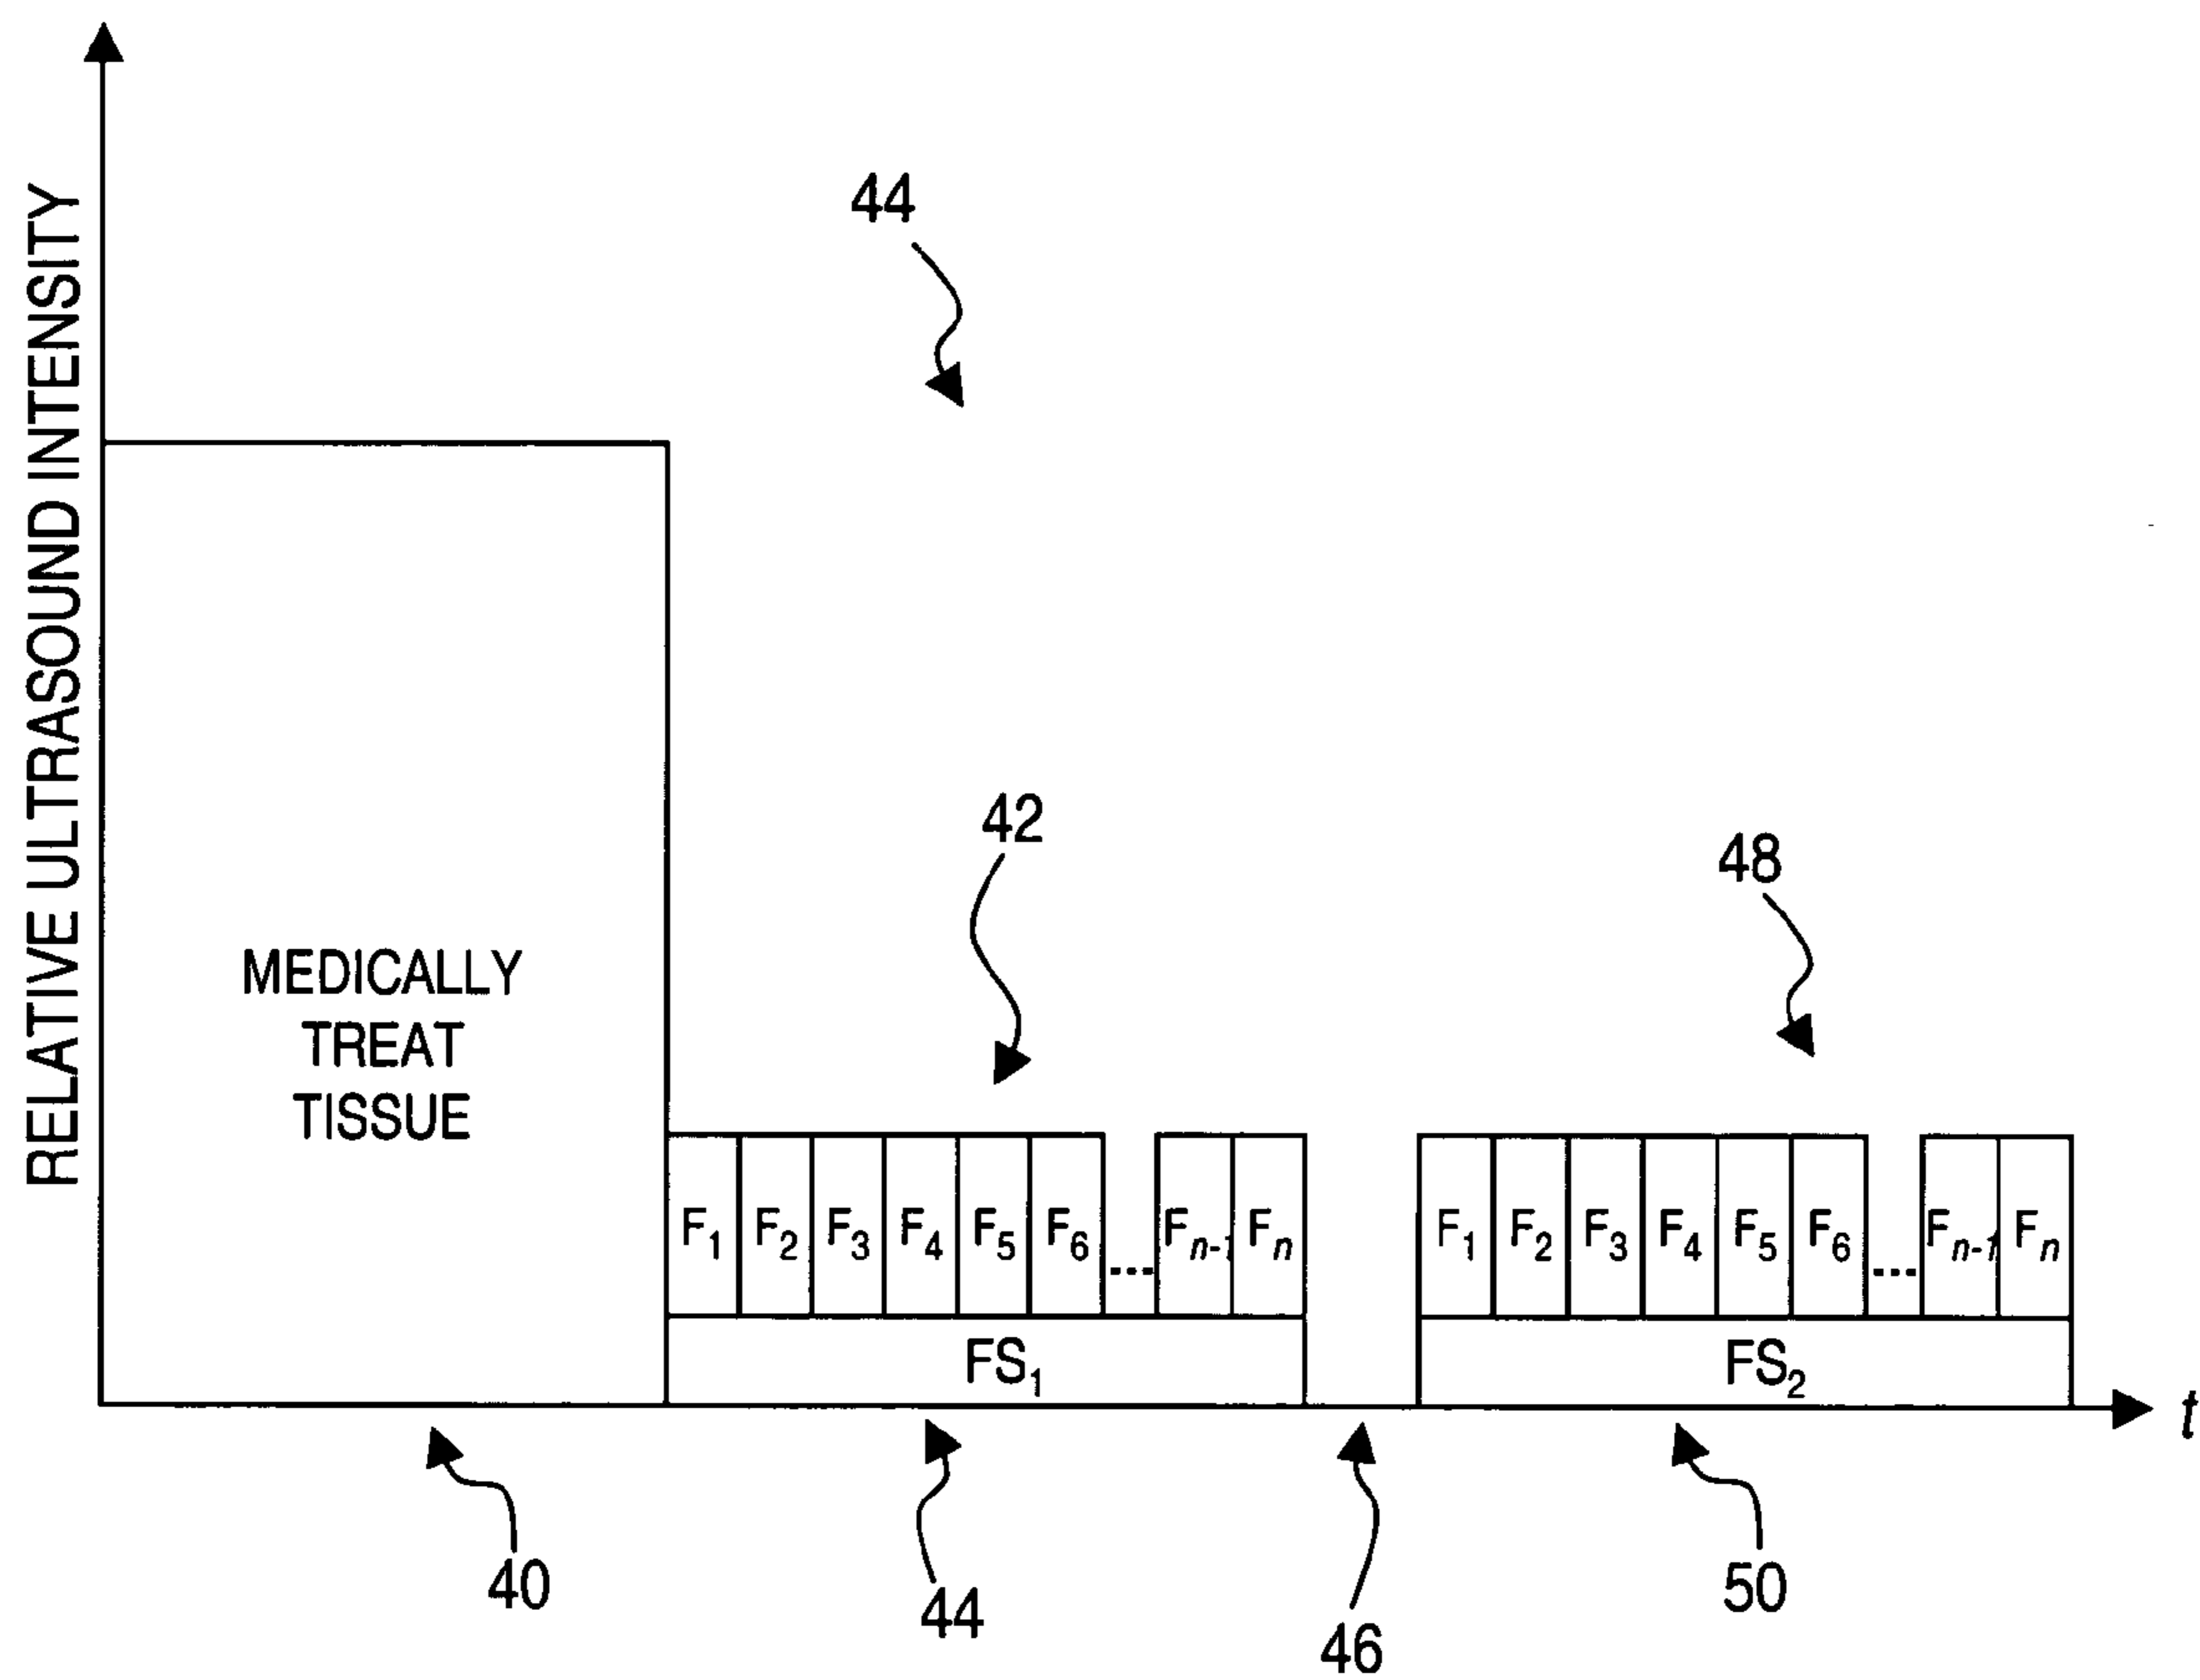 RELATIVE ULTRASOUND INTENSITY
44
42
48
MEDICALLY
TREAT
TISSUE
F1 F2 F3 F4 F5 F6 ... Fn-1 Fn
F1 F2 F3 F4 F5 F6 ... Fn-1 Fn
FS1
FS2
t
40
44
46
50